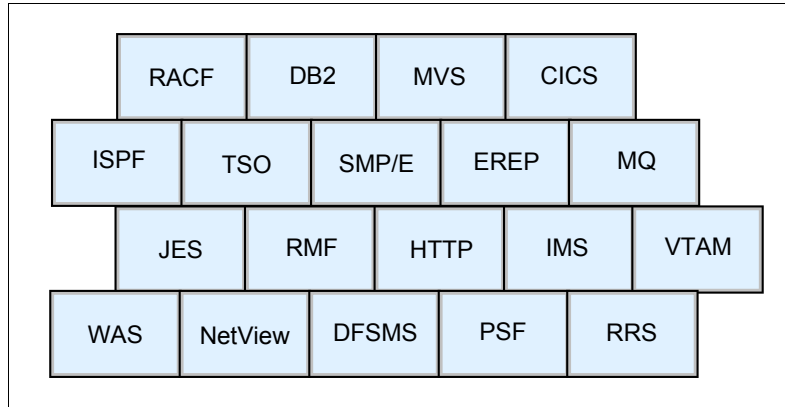 RACF DB2 MVS CICS
ISPF TSO SMP/E EREP MQ
JES RMF HTTP IMS VTAM
WAS NetView DFSMS PSF RRS